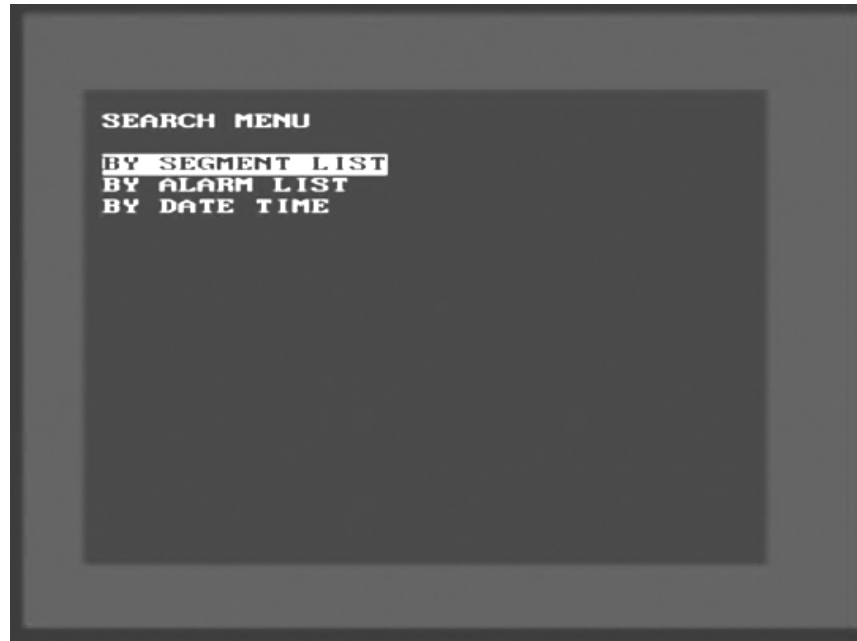 SEARCH MENU
BY SEGMENT LIST
BY ALARM LIST
BY DATE TIME